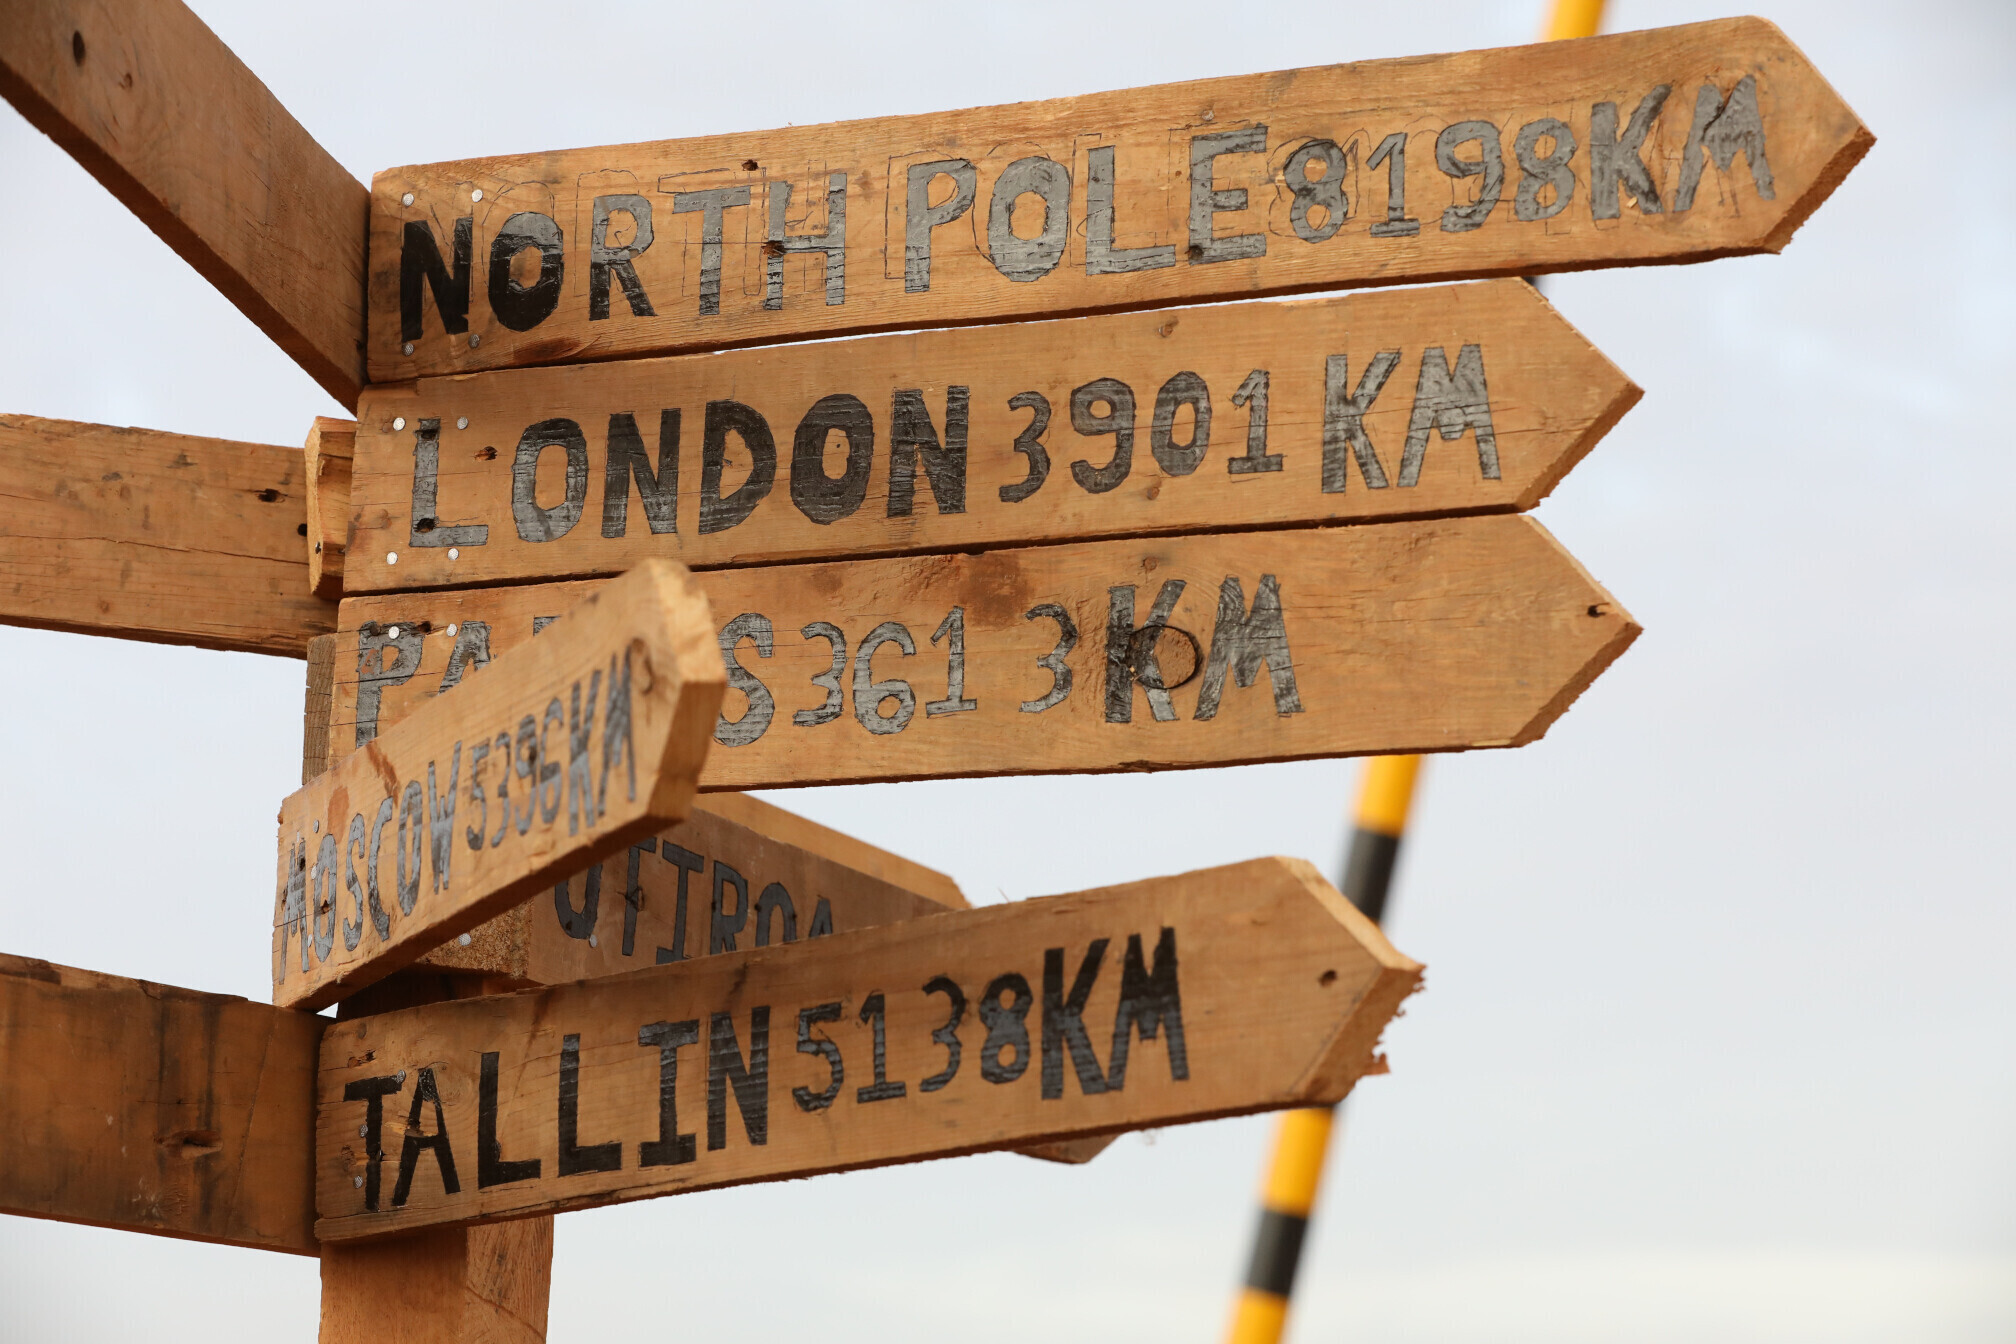 NORTH POLE 8198KM
LONDON 3901 KM
3613 KM
MOSCOW 5396KM
TALLIN 5138KM